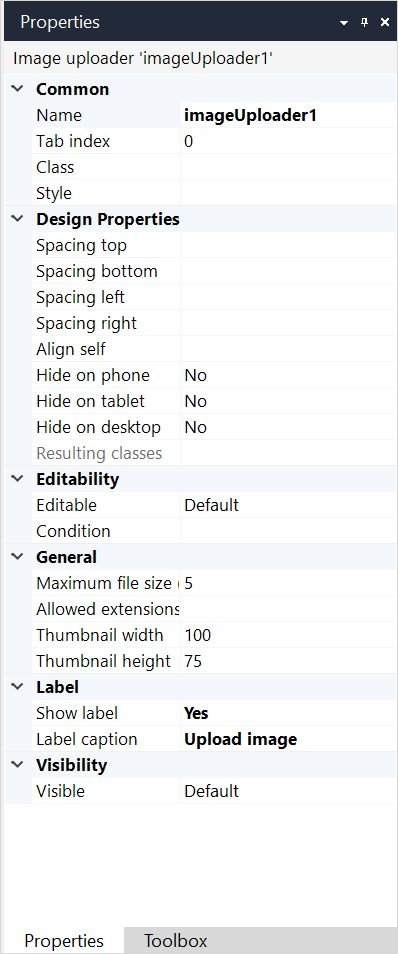 Properties
Image uploader 'imageUploader1'
Common
Name imageUploader1
Tab index 0
Class
Style
Design Properties
Spacing top
Spacing bottom
Spacing left
Spacing right
Align self
Hide on phone No
Hide on tablet No
Hide on desktop No
Resulting classes
Editability
Editable Default
Condition
General
Maximum file size ( 5
Allowed extensions
Thumbnail width 100
Thumbnail height 75
Label
Show label Yes
Label caption Upload image
Visibility
Visible Default
Properties Toolbox